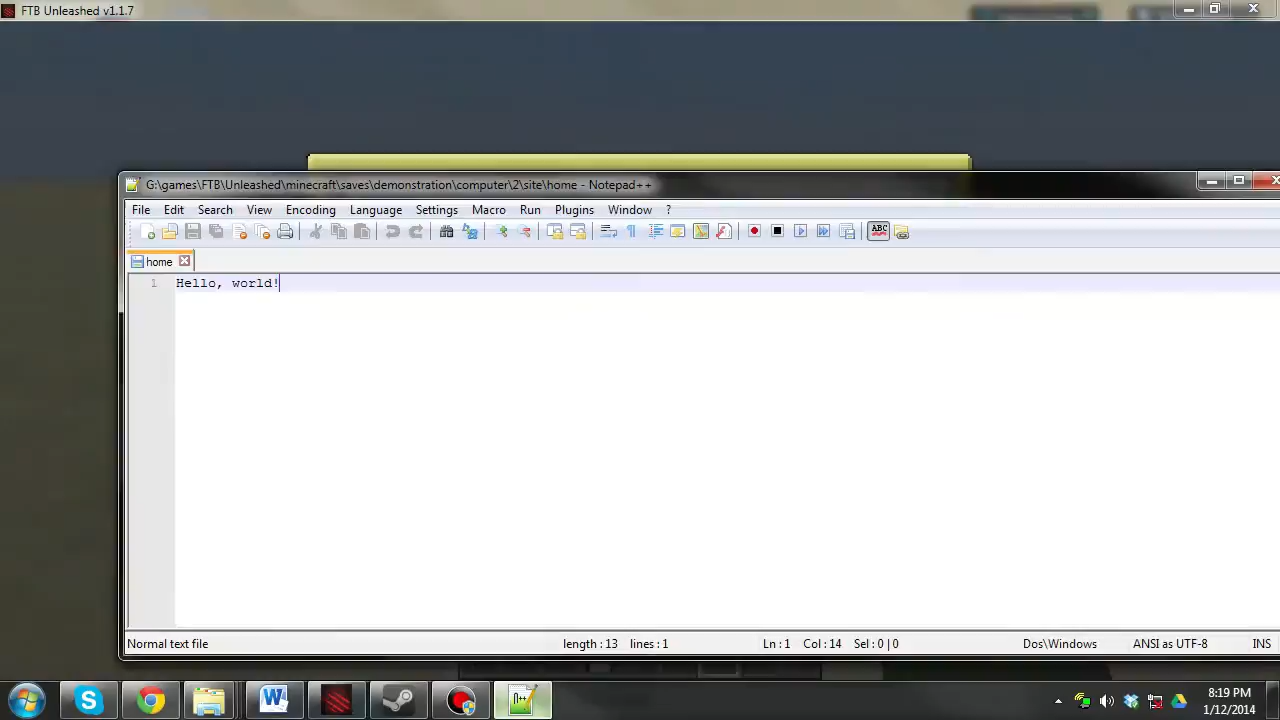 FTB Unleashed v1.1.7
G:\games\FTB\Unleashed\minecraft\saves\demonstration\computer\2\site\home - Notepad++
File Edit Search View Encoding Language Settings Macro Run Plugins Window ?
ABC
home
1 Hello, world!
Normal text file length : 13 lines : 1 Ln : 1 Col : 14 Sel : 0 | 0 Dos\Windows ANSI as UTF-8 INS
8:19 PM
1/12/2014